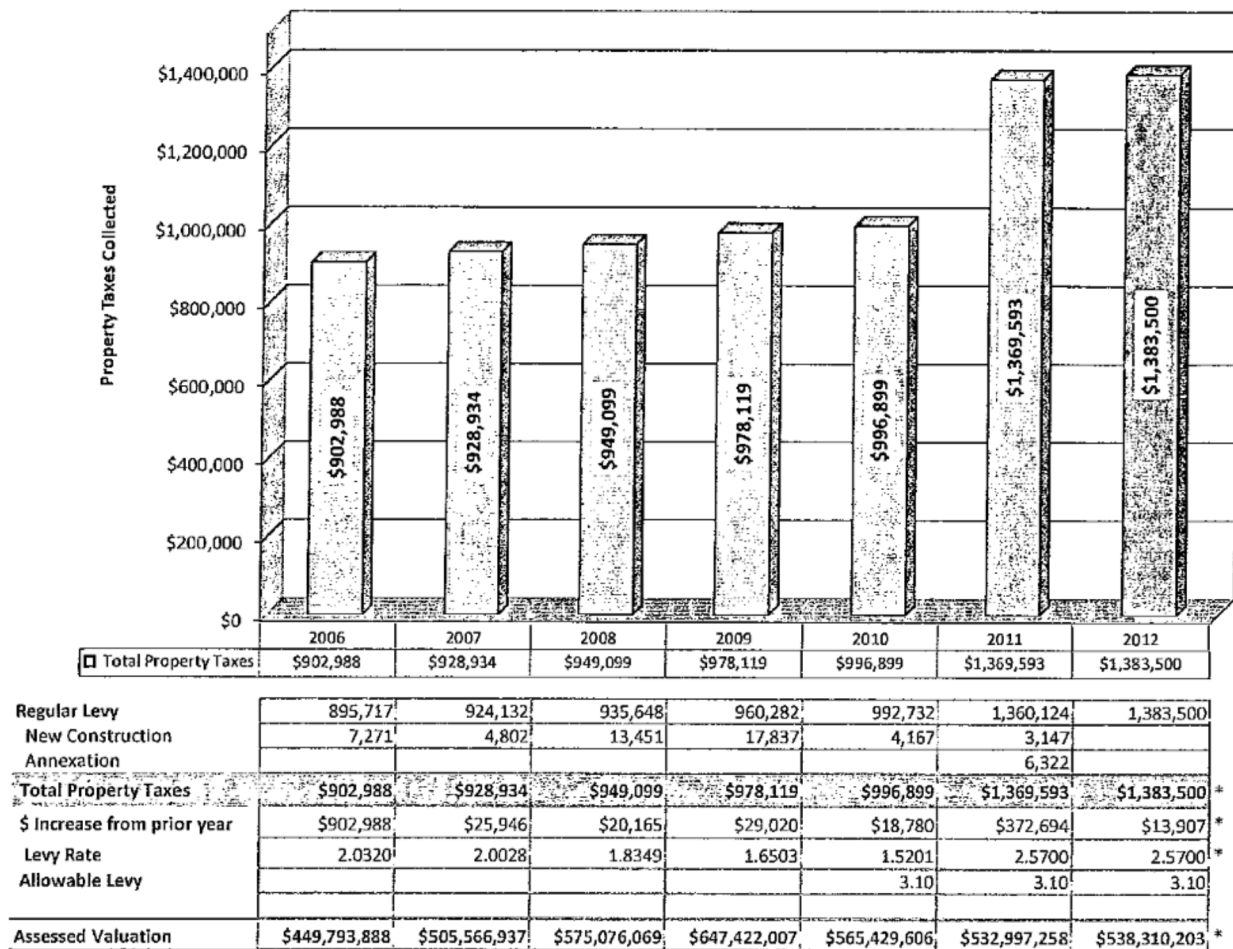 Property Taxes Collected
$1,400,000
$1,200,000
$1,000,000
$800,000
$600,000
$400,000
$200,000
$0
$902,988
$928,934
$949,099
$978,119
$996,899
$1,369,593
$1,383,500
2006 2007 2008 2009 2010 2011 2012
Total Property Taxes $902,988 $928,934 $949,099 $978,119 $996,899 $1,369,593 $1,383,500
Regular Levy 895,717 924,132 935,648 960,282 992,732 1,360,124 1,383,500
New Construction 7,271 4,802 13,451 17,837 4,167 3,147
Annexation 6,322
Total Property Taxes $902,988 $928,934 $949,099 $978,119 $996,899 $1,369,593 $1,383,500 *
$ Increase from prior year $902,988 $25,946 $20,165 $29,020 $18,780 $372,694 $13,907 *
Levy Rate 2.0320 2.0028 1.8349 1.6503 1.5201 2.5700 2.5700 *
Allowable Levy 3.10 3.10 3.10
Assessed Valuation $449,793,888 $505,566,937 $575,076,069 $647,422,007 $565,429,606 $532,997,258 $538,310,203 *